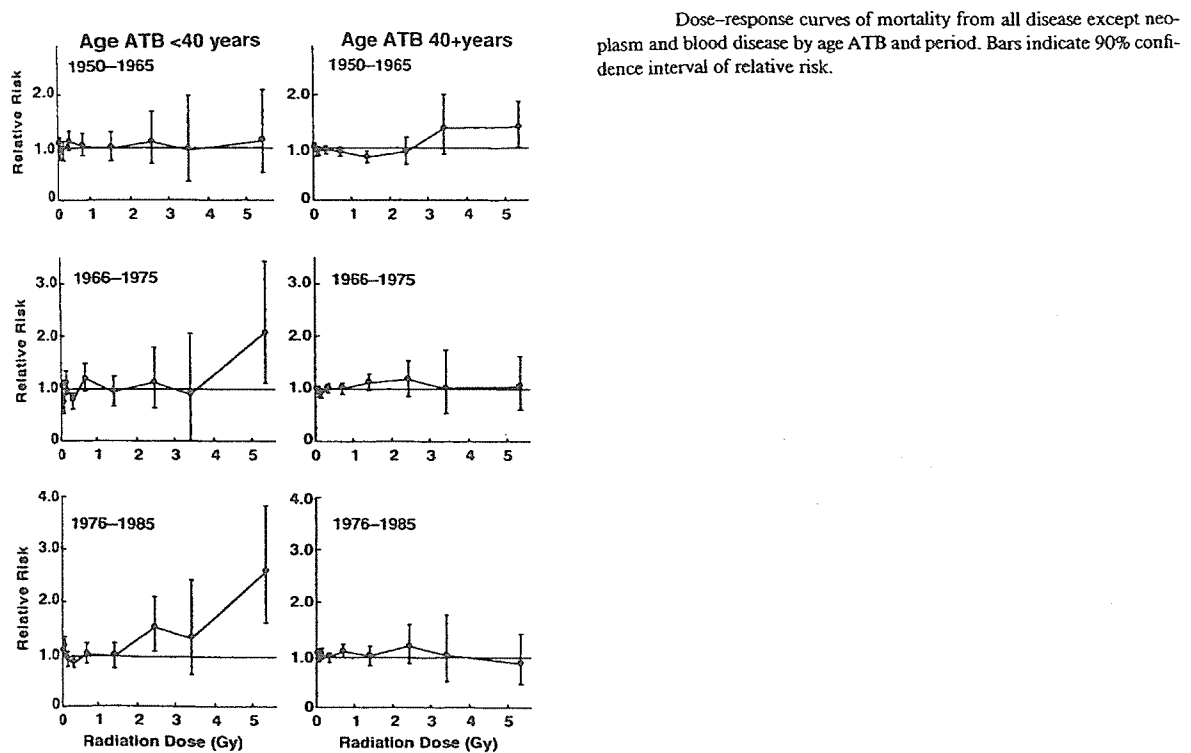 Age ATB <40 years
1950–1965
Relative Risk
2.0
1.0
0
0 1 2 3 4 5
Age ATB 40+years
1950–1965
2.0
1.0
0
0 1 2 3 4 5
1966–1975
Relative Risk
3.0
2.0
1.0
0
0 1 2 3 4 5
1966–1975
3.0
2.0
1.0
0
0 1 2 3 4 5
1976–1985
Relative Risk
4.0
3.0
2.0
1.0
0
0 1 2 3 4 5
Radiation Dose (Gy)
1976–1985
4.0
3.0
2.0
1.0
0
0 1 2 3 4 5
Radiation Dose (Gy)
Dose–response curves of mortality from all disease except neo-
plasm and blood disease by age ATB and period. Bars indicate 90% confi-
dence interval of relative risk.